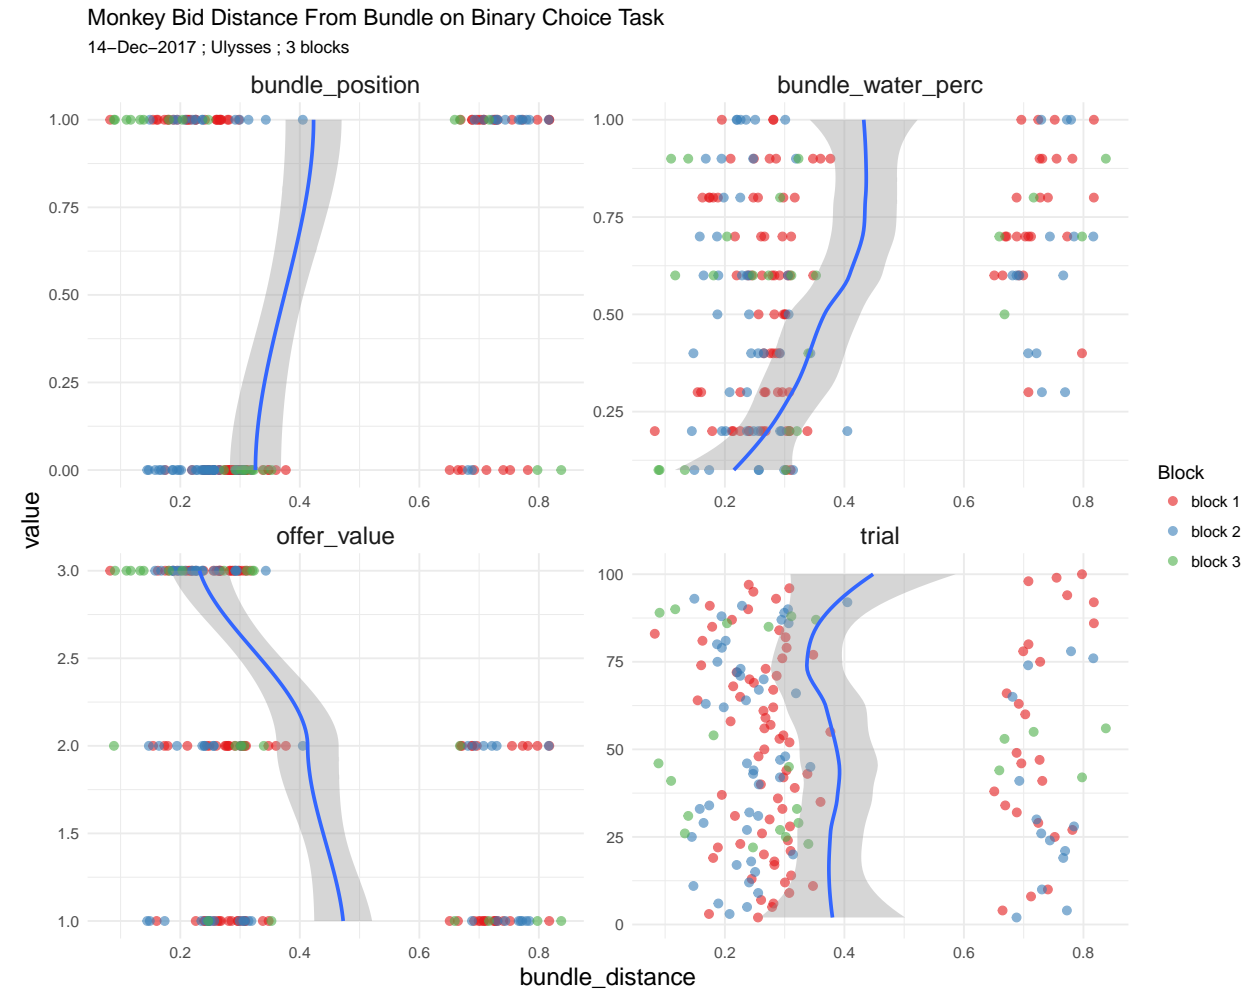 Monkey Bid Distance From Bundle on Binary Choice Task
14−Dec−2017 ; Ulysses ; 3 blocks
bundle_position
bundle_water_perc
1.00
0.75
0.50
0.25
0.00
0.2 0.4 0.6 0.8
1.00
0.75
0.50
0.25
0.2 0.4 0.6 0.8
offer_value
trial
3.0
2.5
2.0
1.5
1.0
0.2 0.4 0.6 0.8
100
75
50
25
0
0.2 0.4 0.6 0.8
value
bundle_distance
Block
block 1
block 2
block 3